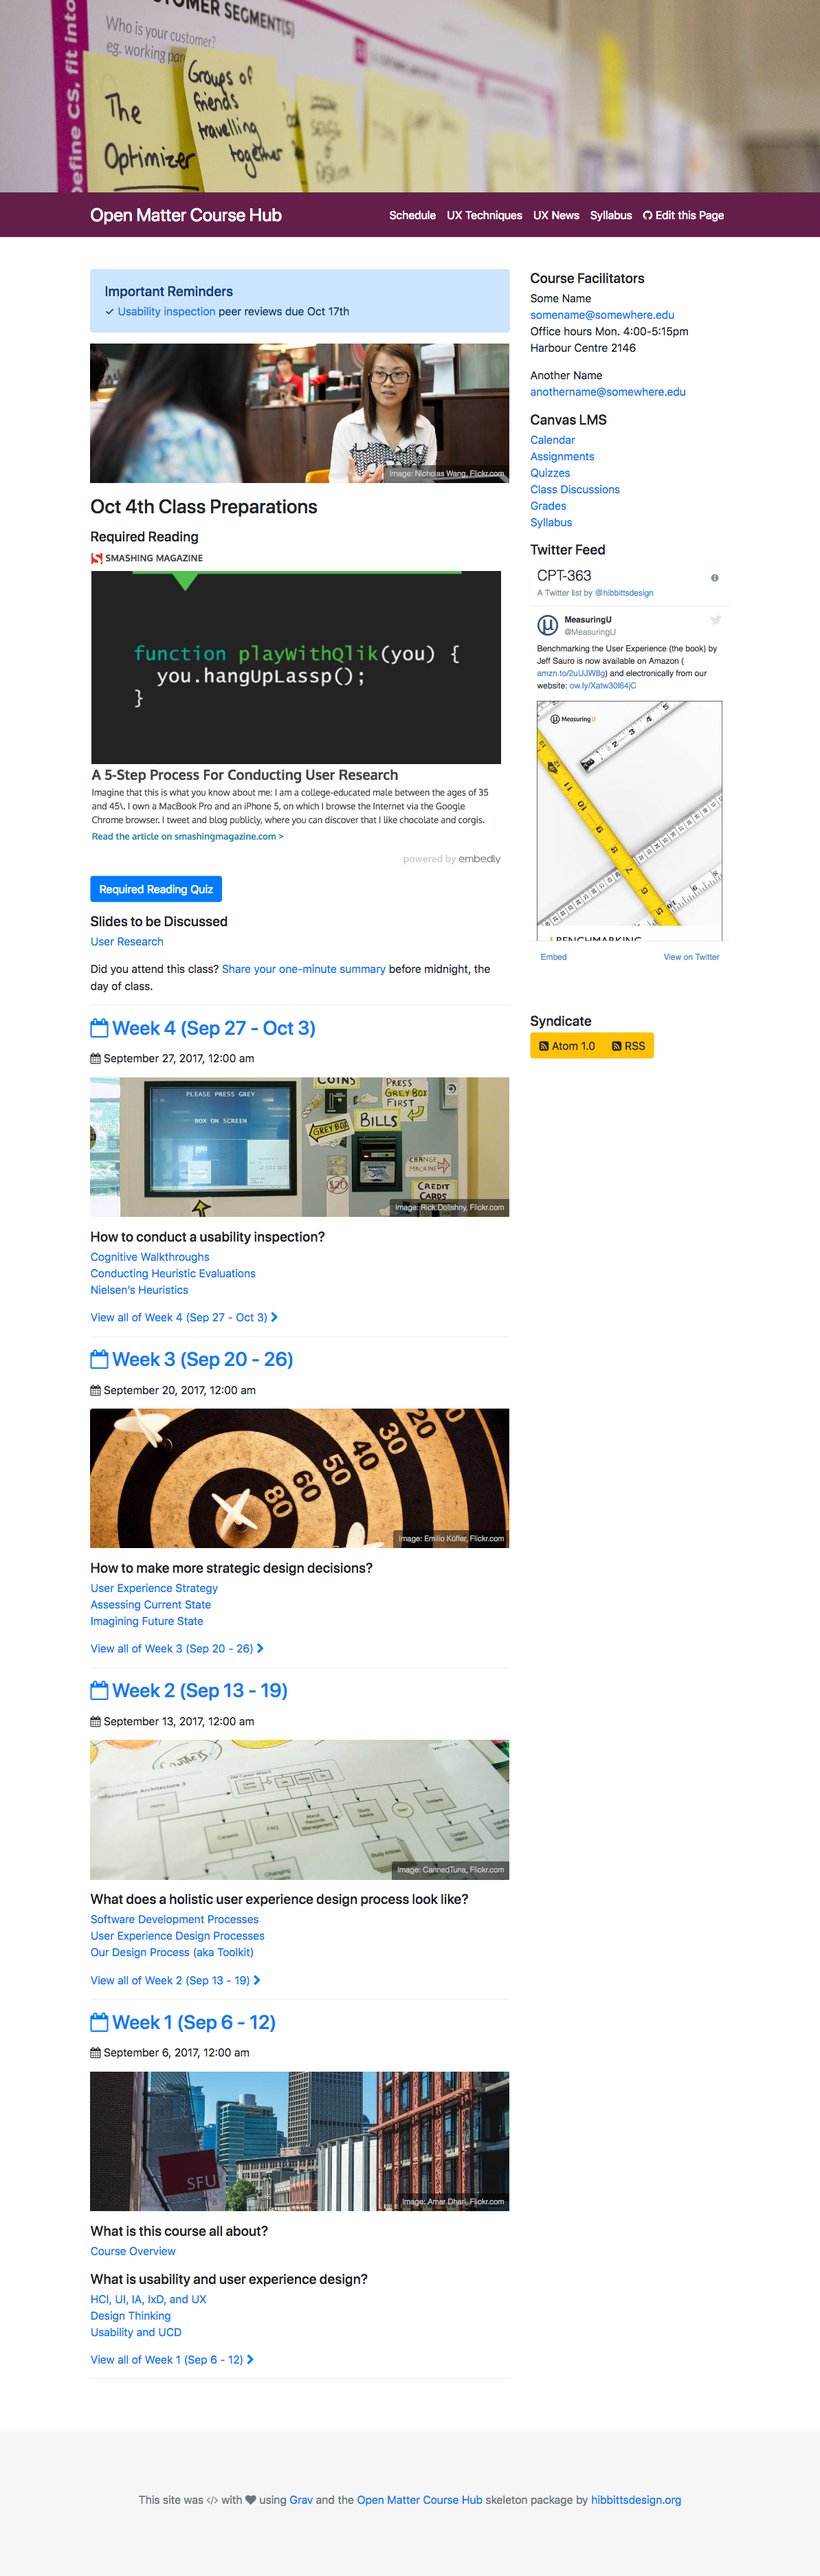 CUSTOMER SEGMENT(S)
Who is your customer?
eg. working par
efine CS, fit into
The
Optimizer
Groups of
friends
travelling
together
Open Matter Course Hub
Schedule UX Techniques UX News Syllabus Edit this Page
Important Reminders
✓ Usability inspection peer reviews due Oct 17th
Image: Nicholas Wang, Flickr.com
Oct 4th Class Preparations
Required Reading
SMASHING MAGAZINE
function playWithQlik(you) {
you.hangUpLassp();
}
A 5-Step Process For Conducting User Research
Imagine that this is what you know about me: I am a college-educated male between the ages of 35
and 45\. I own a MacBook Pro and an iPhone 5, on which I browse the Internet via the Google
Chrome browser. I tweet and blog publicly, where you can discover that I like chocolate and corgis.
Read the article on smashingmagazine.com >
powered by embedly
Required Reading Quiz
Slides to be Discussed
User Research
Did you attend this class? Share your one-minute summary before midnight, the
day of class.
Week 4 (Sep 27 - Oct 3)
September 27, 2017, 12:00 am
PLEASE PRESS GREY
BOX ON SCREEN
COINS
PRESS
GREY BOX
FIRST
GREY BOX
BILLS
CHANGE
MACHINE
$20
CREDIT
CARDS
Image: Rick Dolishny, Flickr.com
How to conduct a usability inspection?
Cognitive Walkthroughs
Conducting Heuristic Evaluations
Nielsen's Heuristics
View all of Week 4 (Sep 27 - Oct 3)
Week 3 (Sep 20 - 26)
September 20, 2017, 12:00 am
80 60 50 40 30 20
Image: Emilio Küffer, Flickr.com
How to make more strategic design decisions?
User Experience Strategy
Assessing Current State
Imagining Future State
View all of Week 3 (Sep 20 - 26)
Week 2 (Sep 13 - 19)
September 13, 2017, 12:00 am
Information Architecture 3
Home
Careers
FAQ
About
Records
Management
Study
Advice
Contacts
Study Articles
Changing
Image: CannedTuna, Flickr.com
What does a holistic user experience design process look like?
Software Development Processes
User Experience Design Processes
Our Design Process (aka Toolkit)
View all of Week 2 (Sep 13 - 19)
Week 1 (Sep 6 - 12)
September 6, 2017, 12:00 am
SFU
Image: Amar Dhari, Flickr.com
What is this course all about?
Course Overview
What is usability and user experience design?
HCI, UI, IA, IxD, and UX
Design Thinking
Usability and UCD
View all of Week 1 (Sep 6 - 12)
Course Facilitators
Some Name
somename@somewhere.edu
Office hours Mon. 4:00-5:15pm
Harbour Centre 2146
Another Name
anothername@somewhere.edu
Canvas LMS
Calendar
Assignments
Quizzes
Class Discussions
Grades
Syllabus
Twitter Feed
CPT-363
A Twitter list by @hibbittsdesign
MeasuringU
@MeasuringU
Benchmarking the User Experience (the book) by
Jeff Sauro is now available on Amazon (
amzn.to/2uUJW8g) and electronically from our
website: ow.ly/Xatw30l64jC
MeasuringU
BENCHMARKING
Embed View on Twitter
Syndicate
Atom 1.0 RSS
This site was </> with ♥ using Grav and the Open Matter Course Hub skeleton package by hibbittsdesign.org